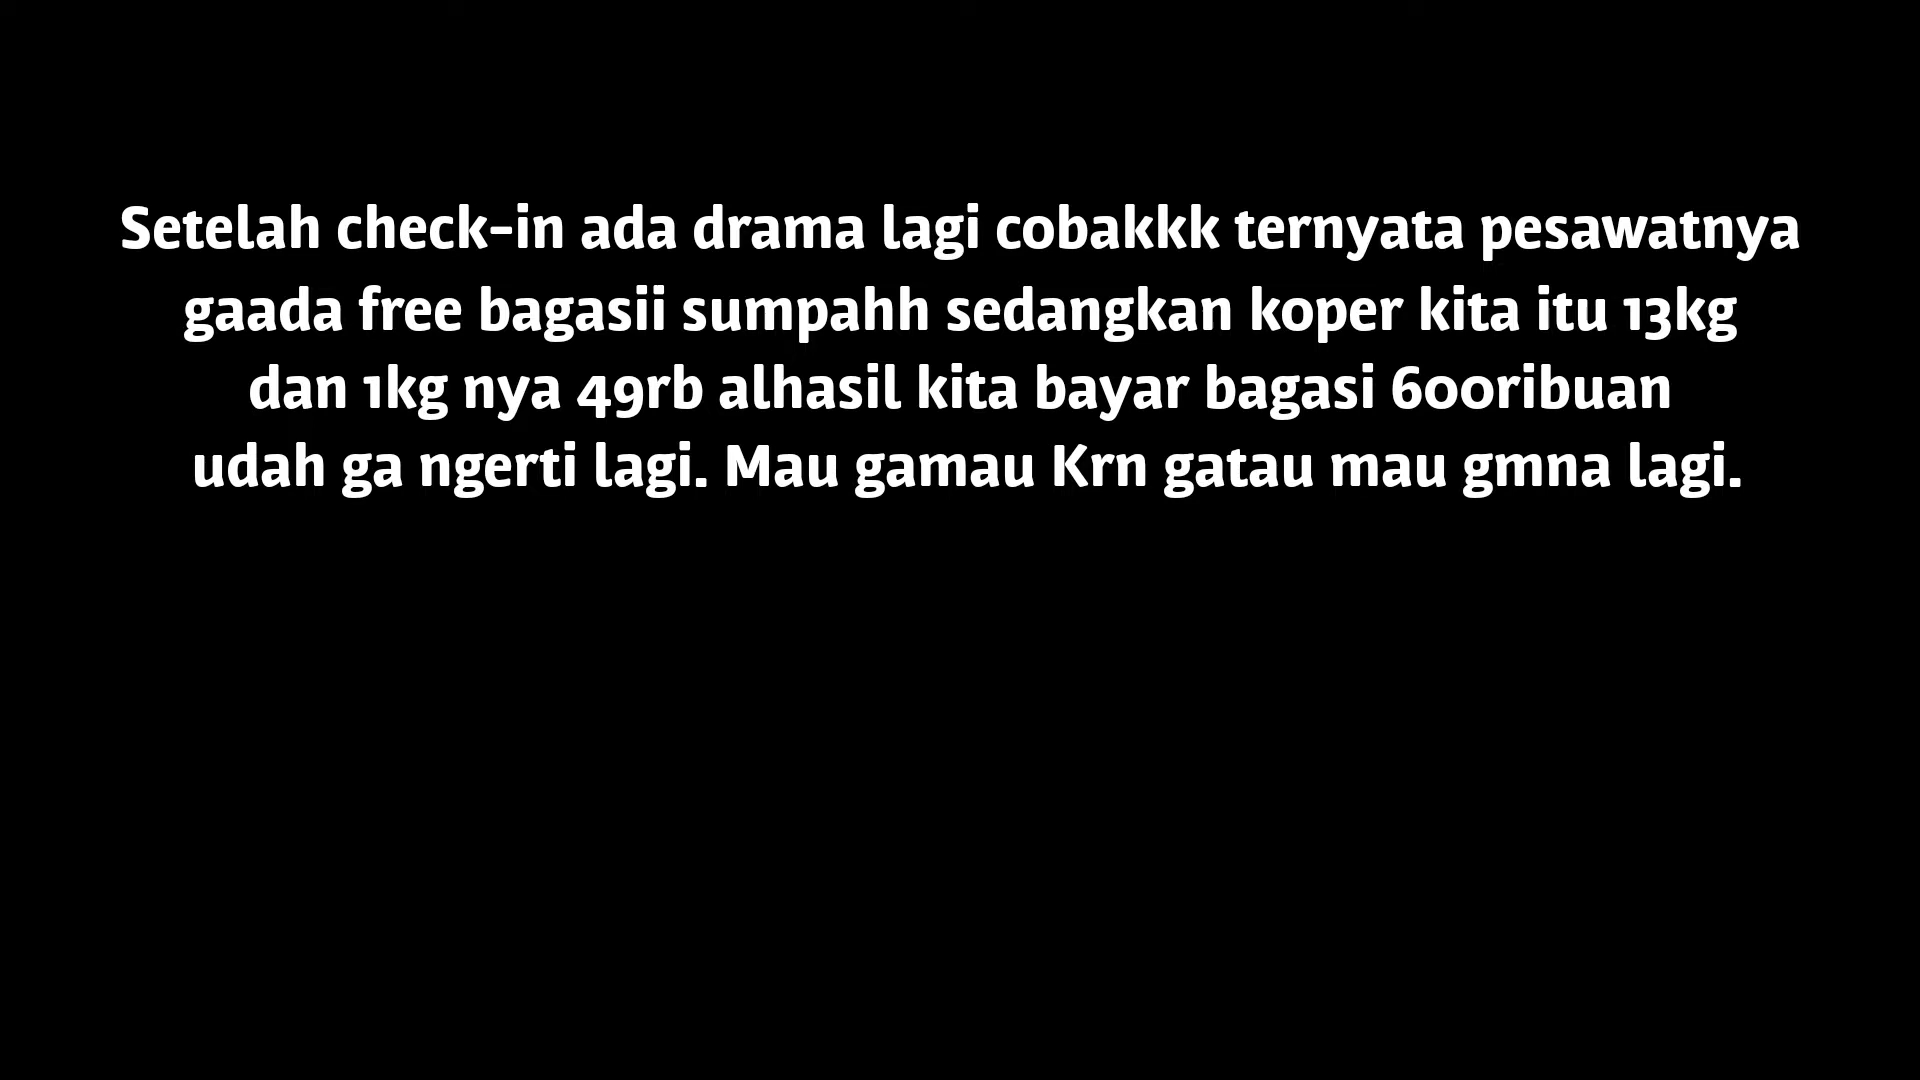 Setelah check-in ada drama lagi cobakkk ternyata pesawatnya
gaada free bagasii sumpahh sedangkan koper kita itu 13kg
dan 1kg nya 49rb alhasil kita bayar bagasi 600ribuan
udah ga ngerti lagi. Mau gamau Krn gatau mau gmna lagi.